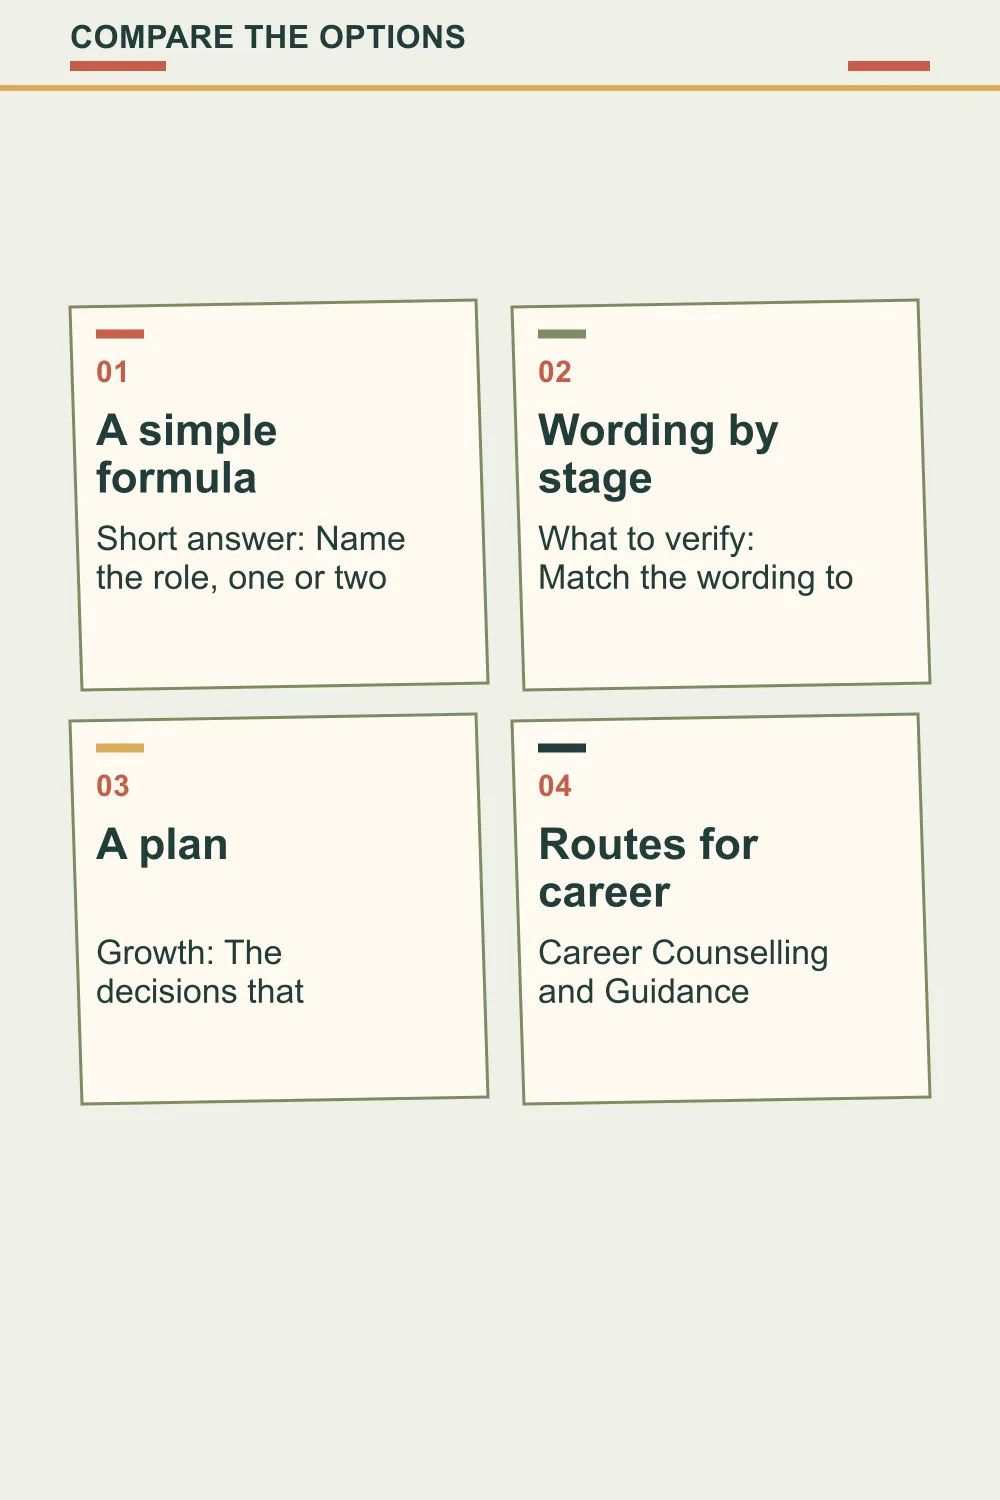 COMPARE THE OPTIONS
01
A simple
formula
Short answer: Name
the role, one or two
02
Wording by
stage
What to verify:
Match the wording to
03
A plan
Growth: The
decisions that
04
Routes for
career
Career Counselling
and Guidance